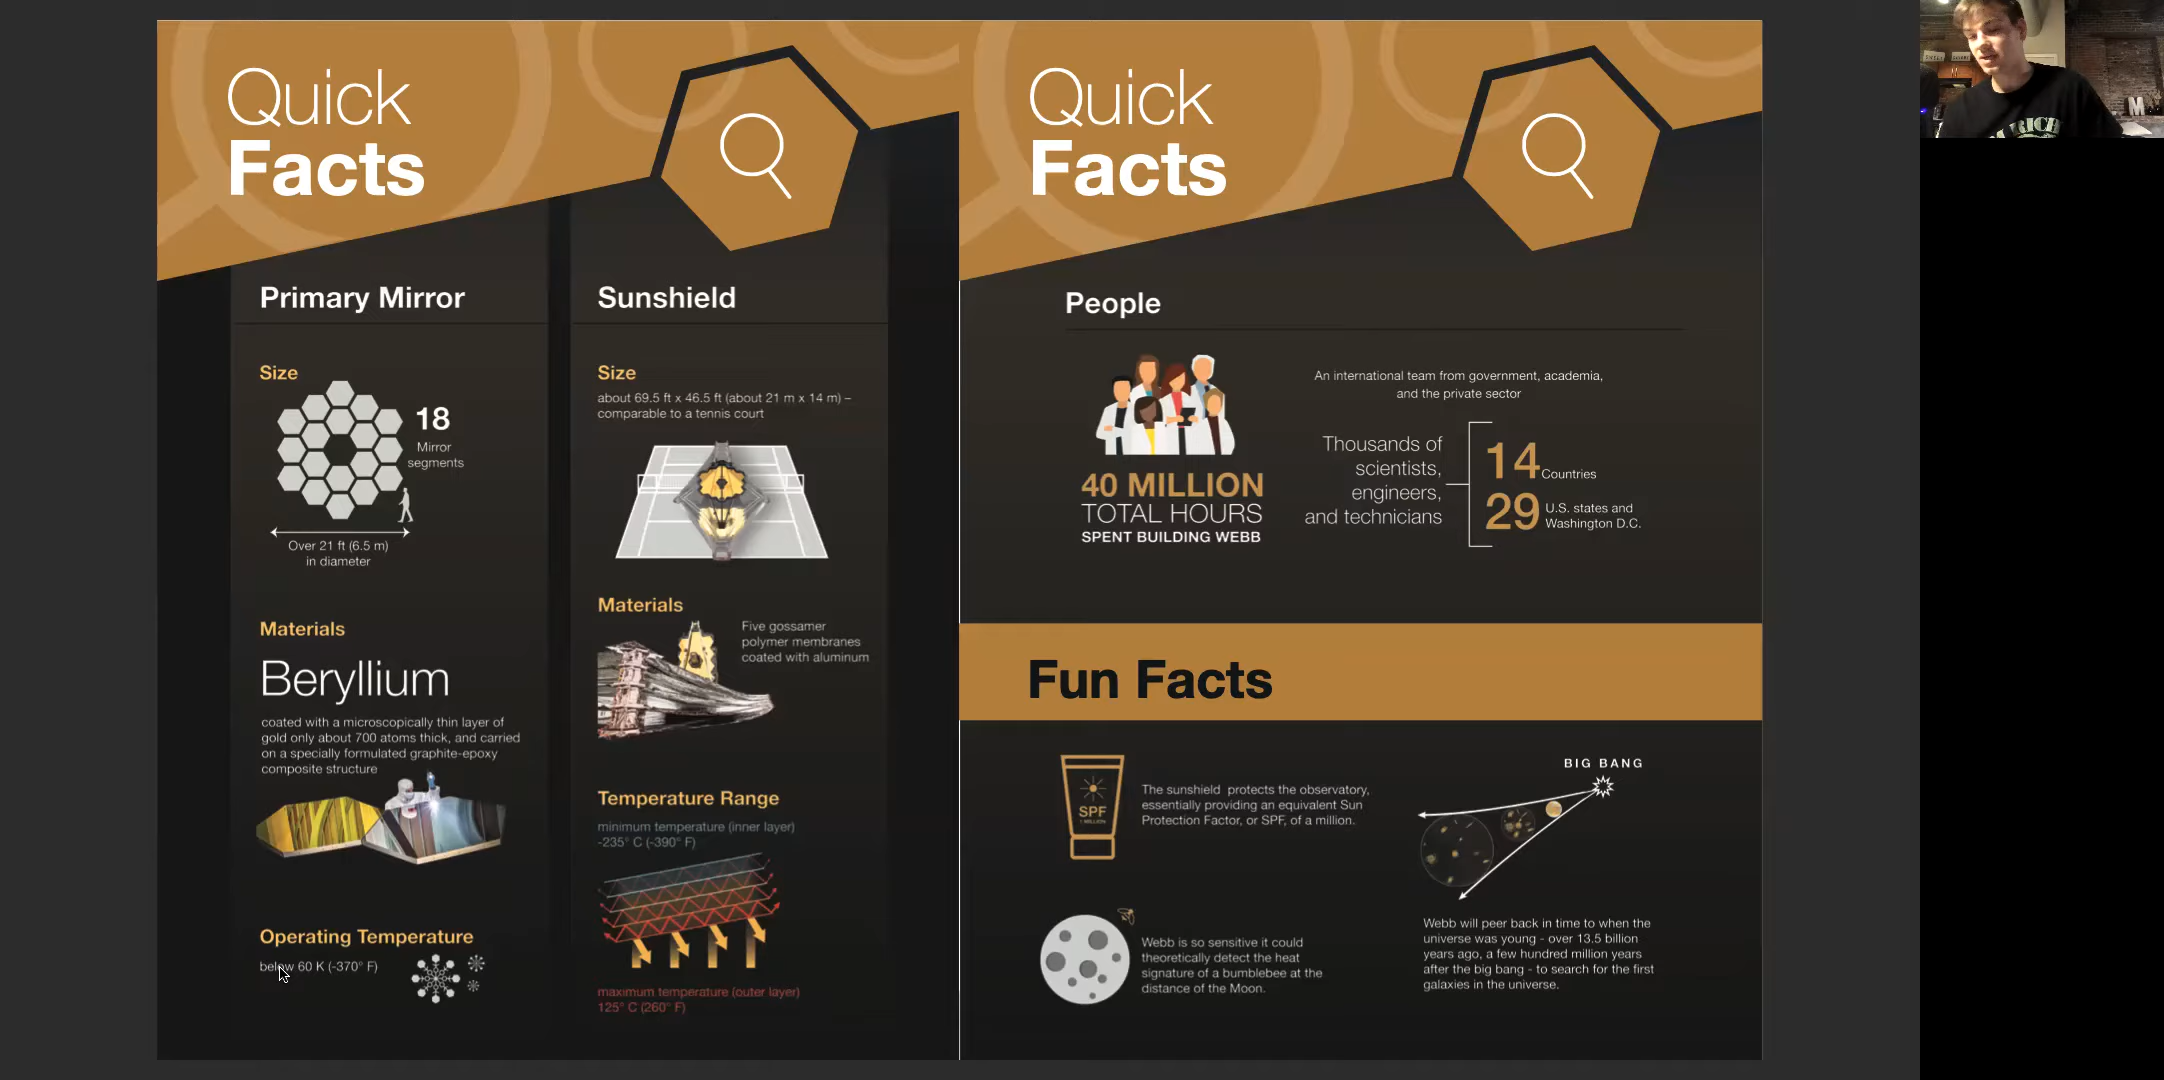 Quick
Facts
Primary Mirror
Size
18
Mirror
segments
Over 21 ft (6.5 m)
in diameter
Materials
Beryllium
coated with a microscopically thin layer of
gold only about 700 atoms thick, and carried
on a specially formulated graphite-epoxy
composite structure
Operating Temperature
below 60 K (-370° F)
Sunshield
Size
about 69.5 ft x 46.5 ft (about 21 m x 14 m) –
comparable to a tennis court
Materials
Five gossamer
polymer membranes
coated with aluminum
Temperature Range
minimum temperature (inner layer)
-235° C (-390° F)
maximum temperature (outer layer)
125° C (260° F)
Quick
Facts
People
40 MILLION
TOTAL HOURS
SPENT BUILDING WEBB
An international team from government, academia,
and the private sector
Thousands of
scientists,
engineers,
and technicians
14 Countries
29 U.S. states and
Washington D.C.
Fun Facts
SPF
1 MILLION
The sunshield protects the observatory,
essentially providing an equivalent Sun
Protection Factor, or SPF, of a million.
Webb is so sensitive it could
theoretically detect the heat
signature of a bumblebee at the
distance of the Moon.
BIG BANG
Webb will peer back in time to when the
universe was young - over 13.5 billion
years ago, a few hundred million years
after the big bang - to search for the first
galaxies in the universe.
RICH
M